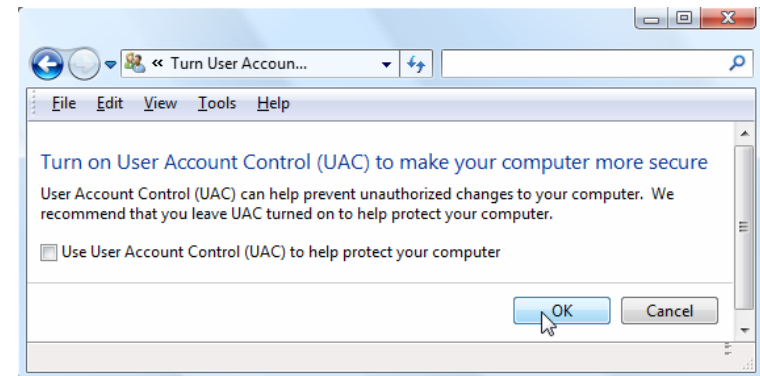 « Turn User Accoun...
File Edit View Tools Help
Turn on User Account Control (UAC) to make your computer more secure
User Account Control (UAC) can help prevent unauthorized changes to your computer. We
recommend that you leave UAC turned on to help protect your computer.
Use User Account Control (UAC) to help protect your computer
OK Cancel